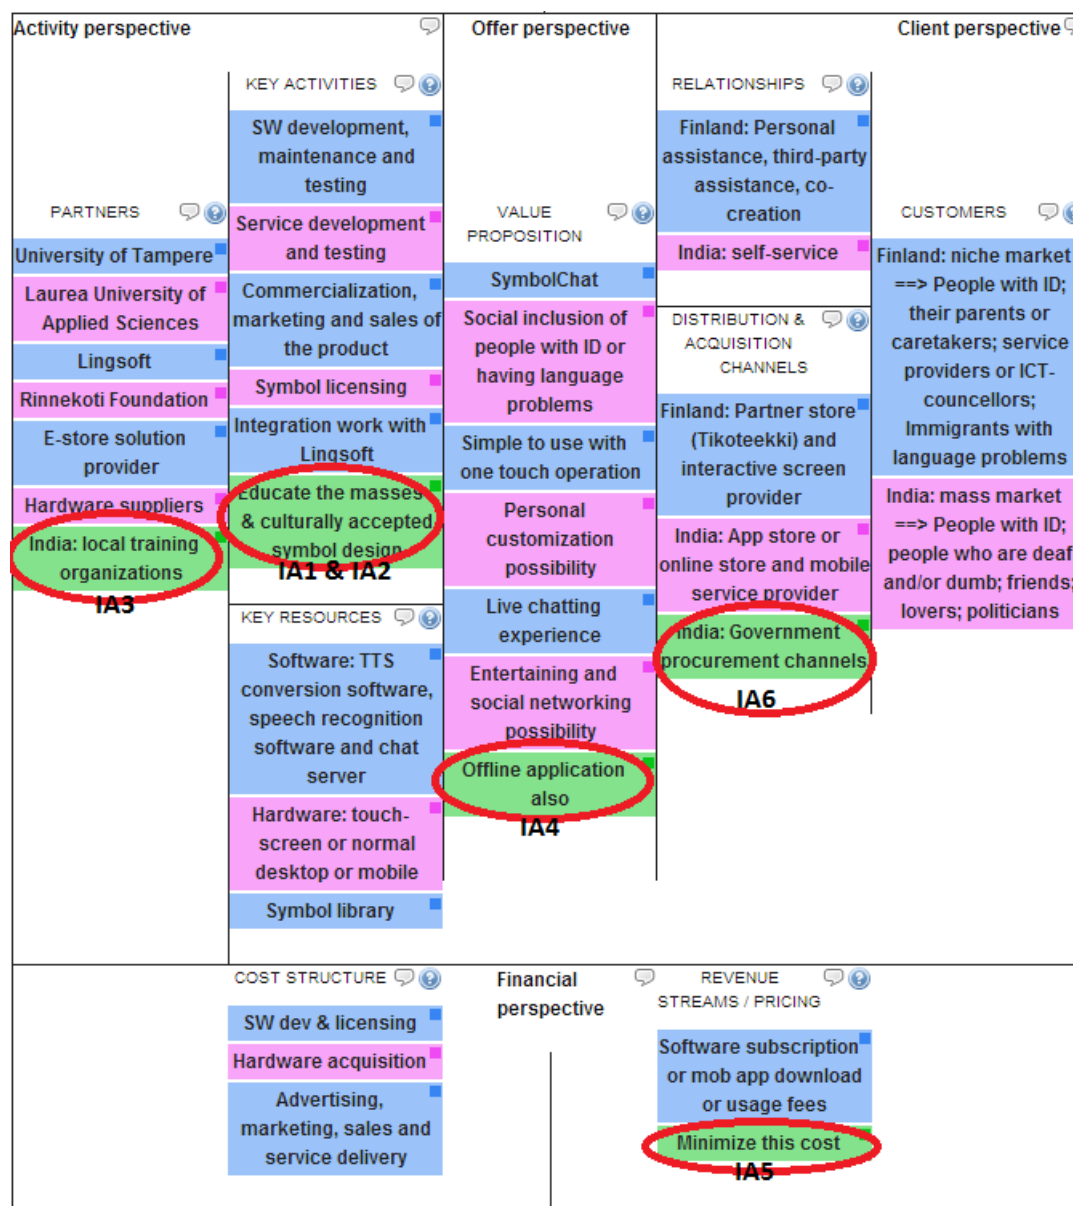 Activity perspective
Offer perspective
Client perspective
PARTNERS
University of Tampere
Laurea University of
Applied Sciences
Lingsoft
Rinnekoti Foundation
E-store solution
provider
Hardware suppliers
India: local training
organizations
IA3
KEY ACTIVITIES
SW development,
maintenance and
testing
Service development
and testing
Commercialization,
marketing and sales of
the product
Symbol licensing
Integration work with
Lingsoft
Educate the masses
& culturally accepted
symbol design
IA1 & IA2
KEY RESOURCES
Software: TTS
conversion software,
speech recognition
software and chat
server
Hardware: touch-
screen or normal
desktop or mobile
Symbol library
VALUE
PROPOSITION
SymbolChat
Social inclusion of
people with ID or
having language
problems
Simple to use with
one touch operation
Personal
customization
possibility
Live chatting
experience
Entertaining and
social networking
possibility
Offline application
also
IA4
RELATIONSHIPS
Finland: Personal
assistance, third-party
assistance, co-
creation
India: self-service
DISTRIBUTION &
ACQUISITION
CHANNELS
Finland: Partner store
(Tikoteekki) and
interactive screen
provider
India: App store or
online store and mobile
service provider
India: Government
procurement channels
IA6
CUSTOMERS
Finland: niche market
==> People with ID;
their parents or
caretakers; service
providers or ICT-
councellors;
Immigrants with
language problems
India: mass market
==> People with ID;
people who are deaf
and/or dumb; friends;
lovers; politicians
COST STRUCTURE
SW dev & licensing
Hardware acquisition
Advertising,
marketing, sales and
service delivery
Financial
perspective
REVENUE
STREAMS / PRICING
Software subscription
or mob app download
or usage fees
Minimize this cost
IA5